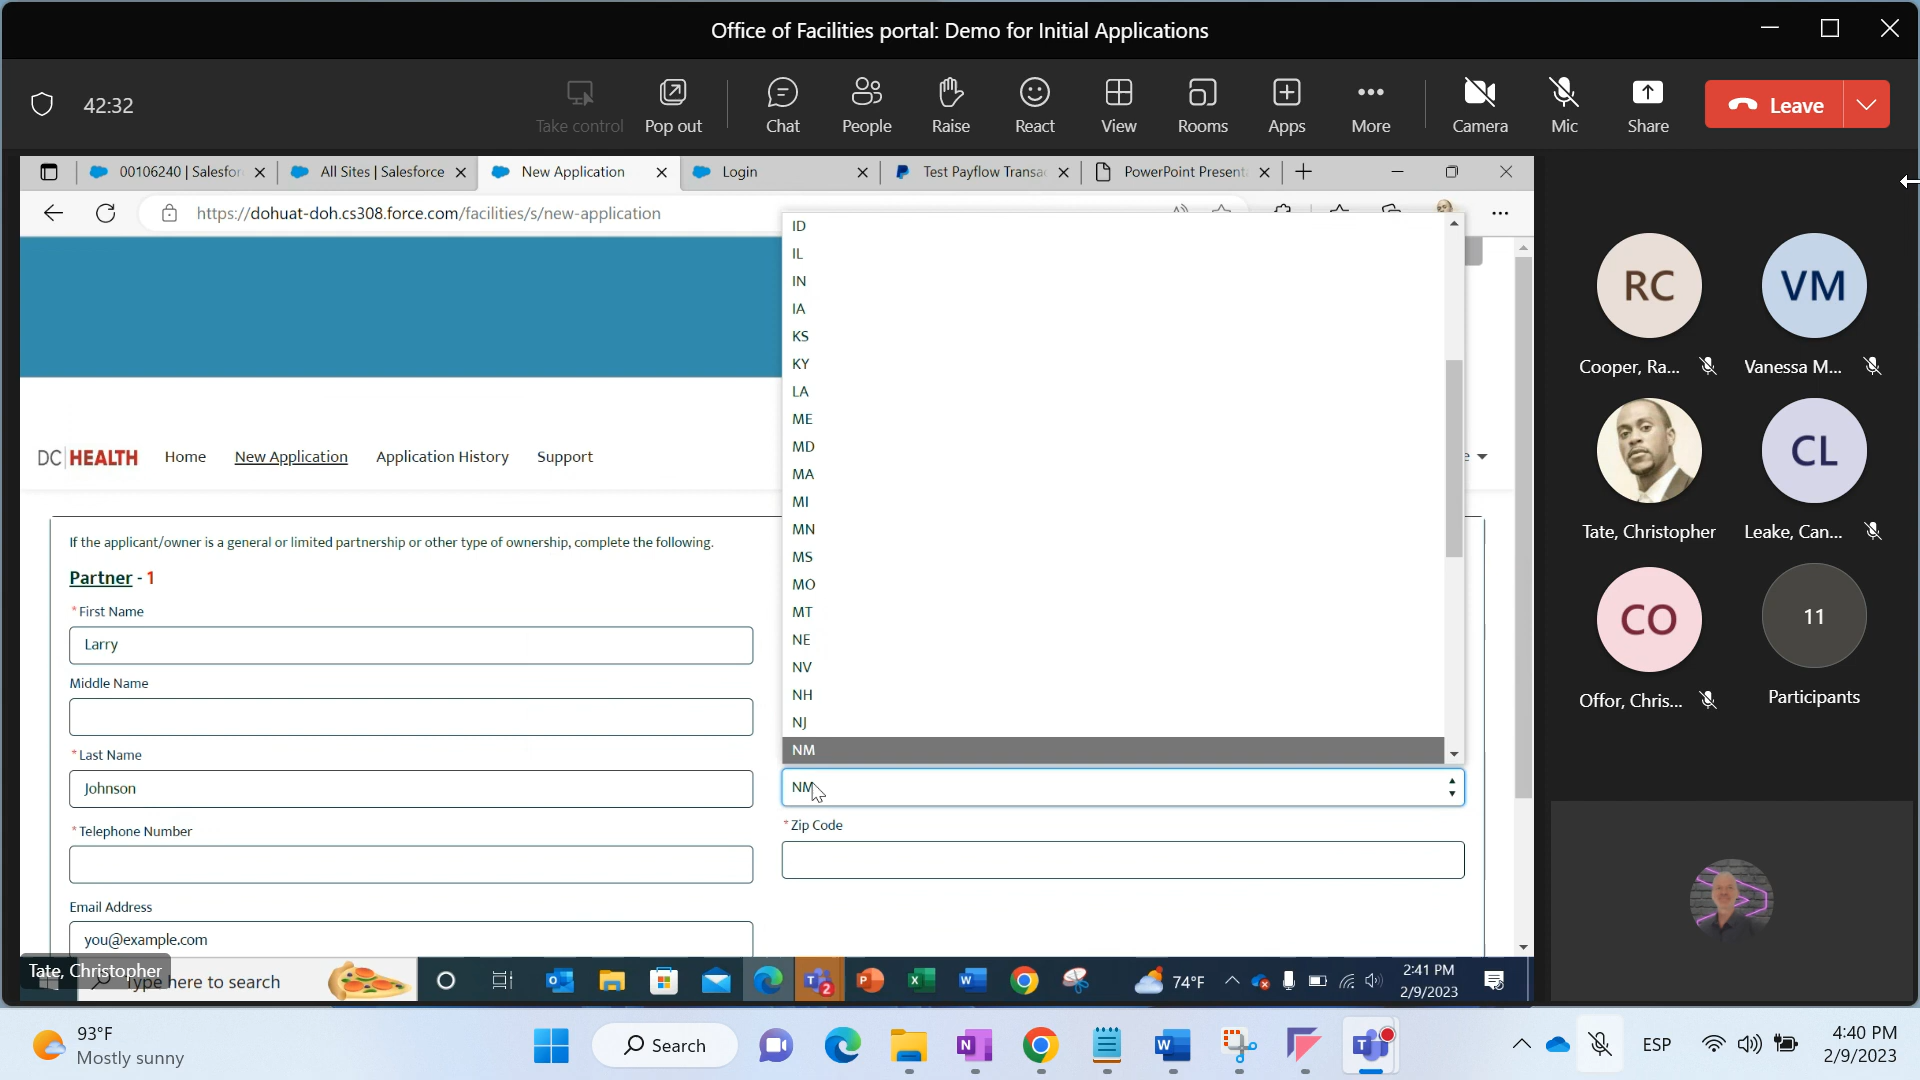 Office of Facilities portal: Demo for Initial Applications
42:32
Take control
Pop out
Chat
People
Raise
React
View
Rooms
Apps
More
Camera
Mic
Share
Leave
00106240 | Salesfor
All Sites | Salesforce
New Application
Login
Test Payflow Transac
PowerPoint Present
https://dohuat-doh.cs308.force.com/facilities/s/new-application
DC HEALTH
Home
New Application
Application History
Support
If the applicant/owner is a general or limited partnership or other type of ownership, complete the following.
Partner - 1
*First Name
Larry
Middle Name
*Last Name
Johnson
*Telephone Number
Email Address
you@example.com
ID
IL
IN
IA
KS
KY
LA
ME
MD
MA
MI
MN
MS
MO
MT
NE
NV
NH
NJ
NM
NM
*Zip Code
RC
Cooper, Ra...
VM
Vanessa M...
Tate, Christopher
CL
Leake, Can...
CO
Offor, Chris...
11
Participants
Tate, Christopher
Type here to search
2
74°F
2:41 PM
2/9/2023
93°F
Mostly sunny
Search
ESP
4:40 PM
2/9/2023